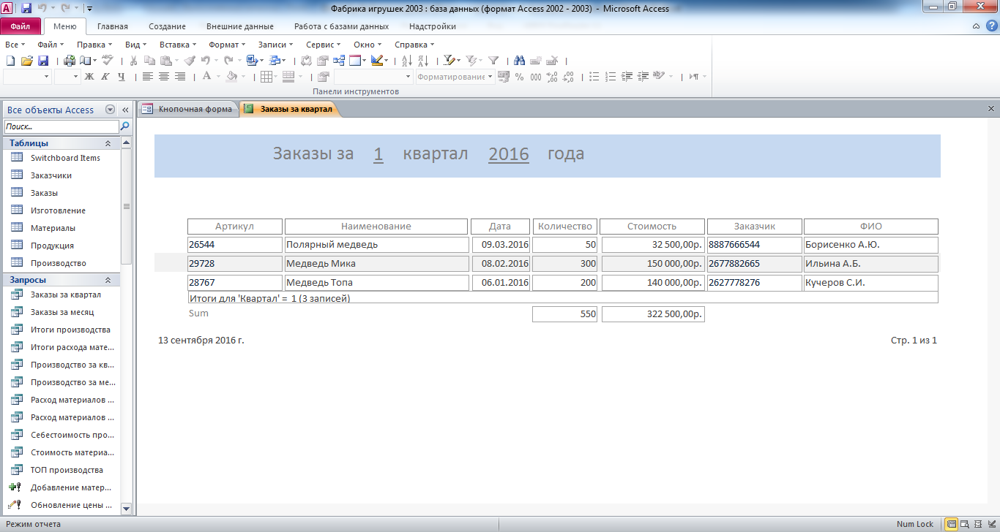 Фабрика игрушек 2003 : база данных (формат Access 2002 - 2003) - Microsoft Access
Файл Меню Главная Создание Внешние данные Работа с базами данных Надстройки
Все Файл Правка Вид Вставка Формат Записи Сервис Окно Справка
Ж К Ч А Форматирование % 000
Панели инструментов
Все объекты Access
Кнопочная форма
Заказы за квартал
Поиск...
Таблицы
Switchboard Items
Заказчики
Заказы
Изготовление
Материалы
Продукция
Производство
Запросы
Заказы за квартал
Заказы за месяц
Итоги производства
Итоги расхода мате...
Производство за кв...
Производство за ме...
Расход материалов ...
Расход материалов ...
Себестоимость про...
Стоимость материа...
ТОП производства
Добавление матер...
Обновление цены ...
Заказы за 1 квартал 2016 года
Артикул Наименование Дата Количество Стоимость Заказчик ФИО
26544 Полярный медведь 09.03.2016 50 32 500,00р. 8887666544 Борисенко А.Ю.
29728 Медведь Мика 08.02.2016 300 150 000,00р. 2677882665 Ильина А.Б.
28767 Медведь Топа 06.01.2016 200 140 000,00р. 2627778276 Кучеров С.И.
Итоги для 'Квартал' = 1 (3 записей)
Sum 550 322 500,00р.
13 сентября 2016 г. Стр. 1 из 1
Режим отчета Num Lock